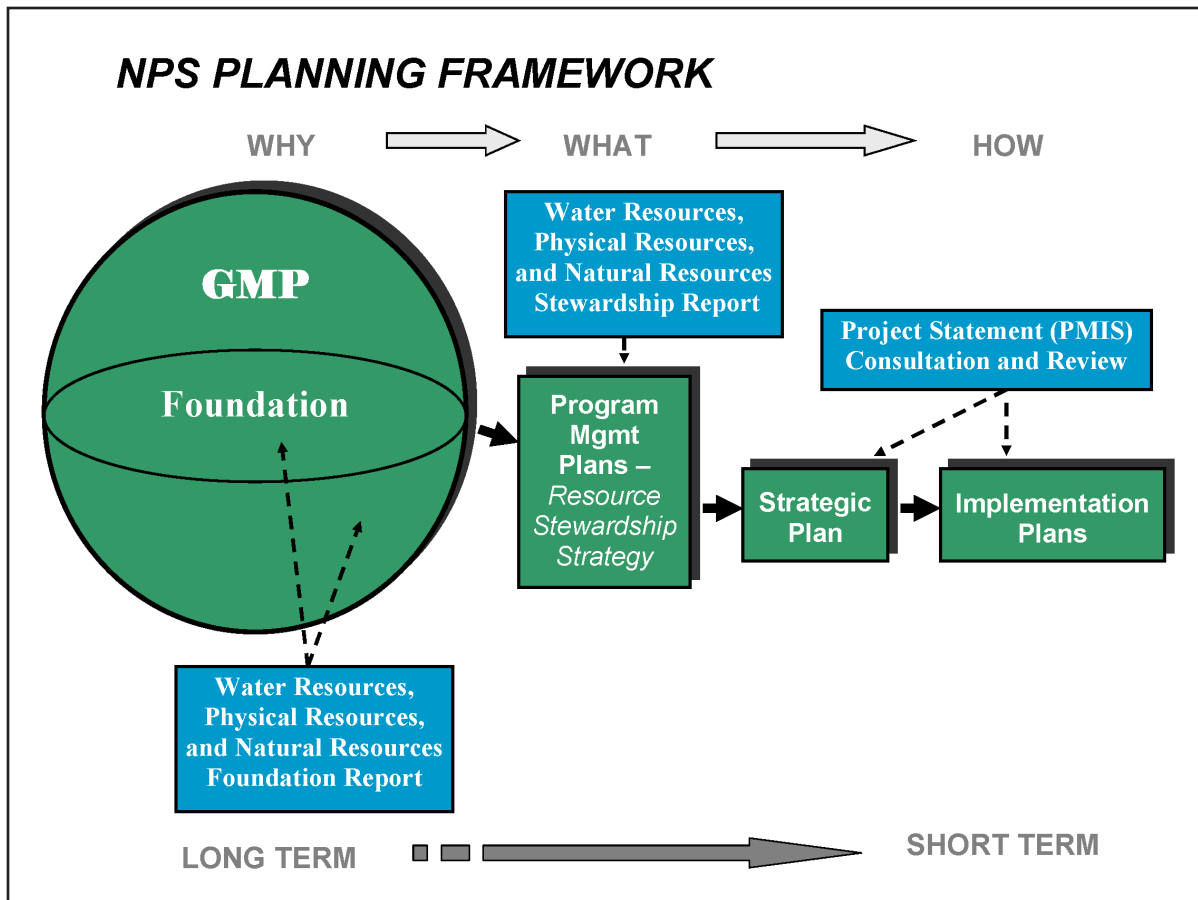 NPS PLANNING FRAMEWORK
WHY
WHAT
HOW
GMP
Foundation
Water Resources,
Physical Resources,
and Natural Resources
Stewardship Report
Project Statement (PMIS)
Consultation and Review
Program
Mgmt
Plans –
Resource
Stewardship
Strategy
Strategic
Plan
Implementation
Plans
Water Resources,
Physical Resources,
and Natural Resources
Foundation Report
LONG TERM
SHORT TERM